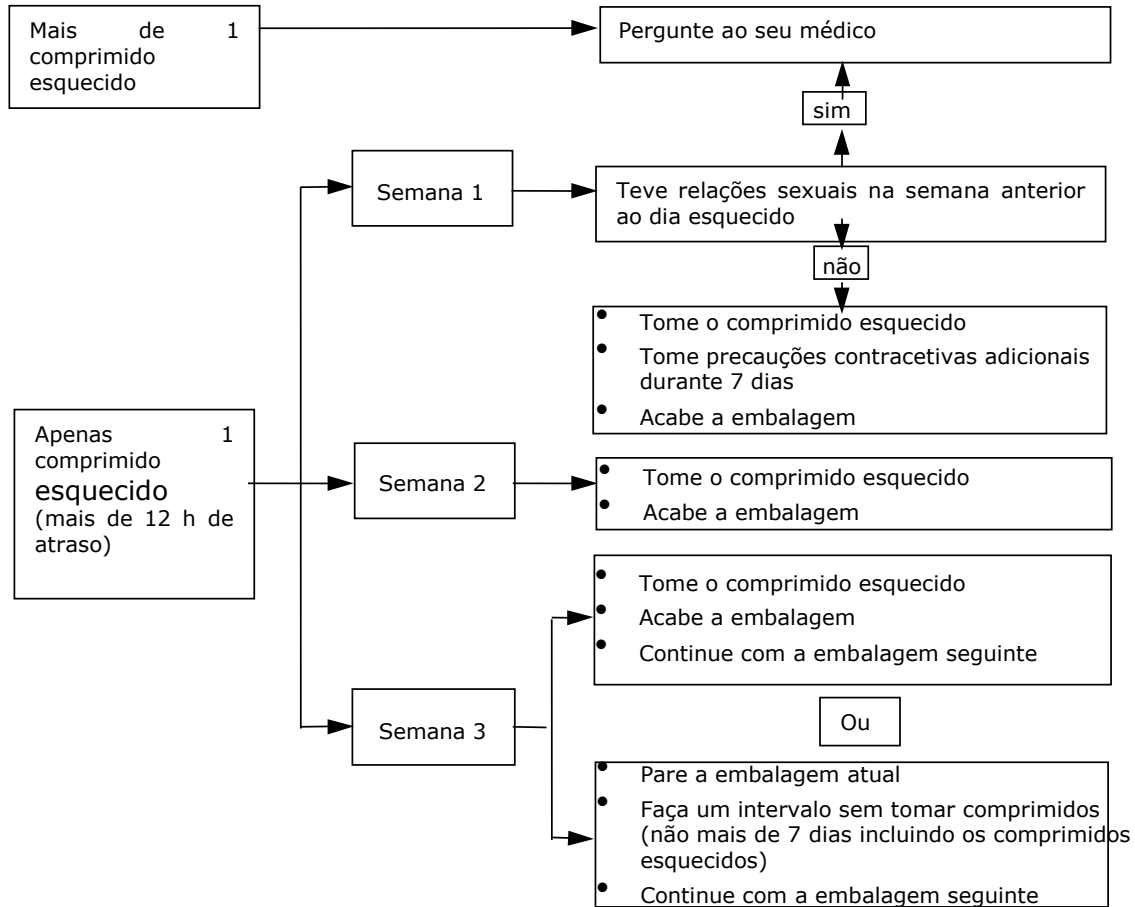 Mais de 1
comprimido
esquecido
Pergunte ao seu médico
sim
Semana 1
Teve relações sexuais na semana anterior
ao dia esquecido
não
• Tome o comprimido esquecido
• Tome precauções contracetivas adicionais
durante 7 dias
• Acabe a embalagem
Apenas 1
comprimido
esquecido
(mais de 12 h de
atraso)
Semana 2
• Tome o comprimido esquecido
• Acabe a embalagem
Semana 3
• Tome o comprimido esquecido
• Acabe a embalagem
• Continue com a embalagem seguinte
Ou
• Pare a embalagem atual
• Faça um intervalo sem tomar comprimidos
(não mais de 7 dias incluindo os comprimidos
esquecidos)
• Continue com a embalagem seguinte